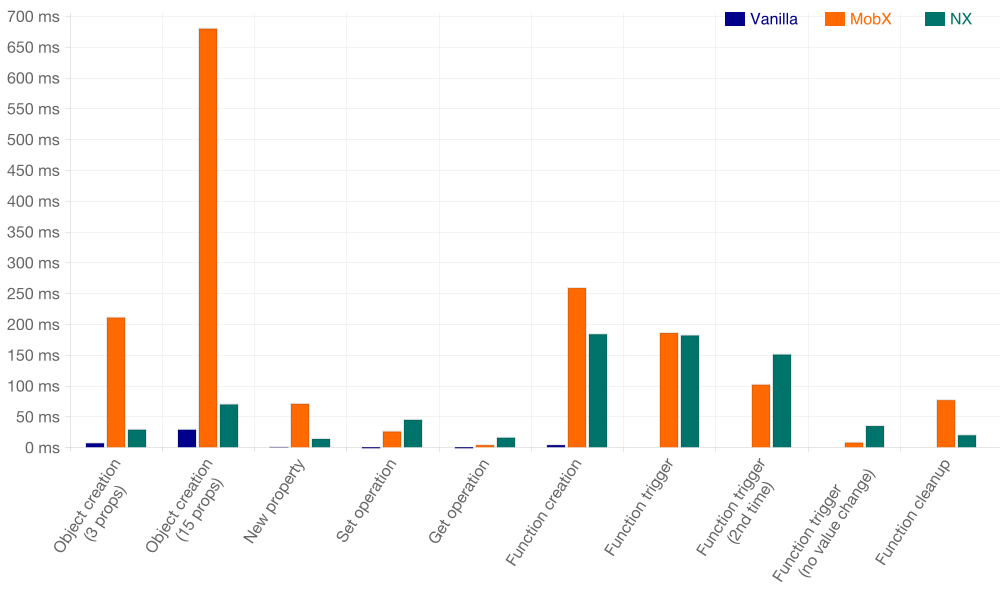 Vanilla MobX NX
700 ms
650 ms
600 ms
550 ms
500 ms
450 ms
400 ms
350 ms
300 ms
250 ms
200 ms
150 ms
100 ms
50 ms
0 ms
Object creation
(3 props)
Object creation
(15 props)
New property
Set operation
Get operation
Function creation
Function trigger
Function trigger
(2nd time)
Function trigger
(no value change)
Function cleanup